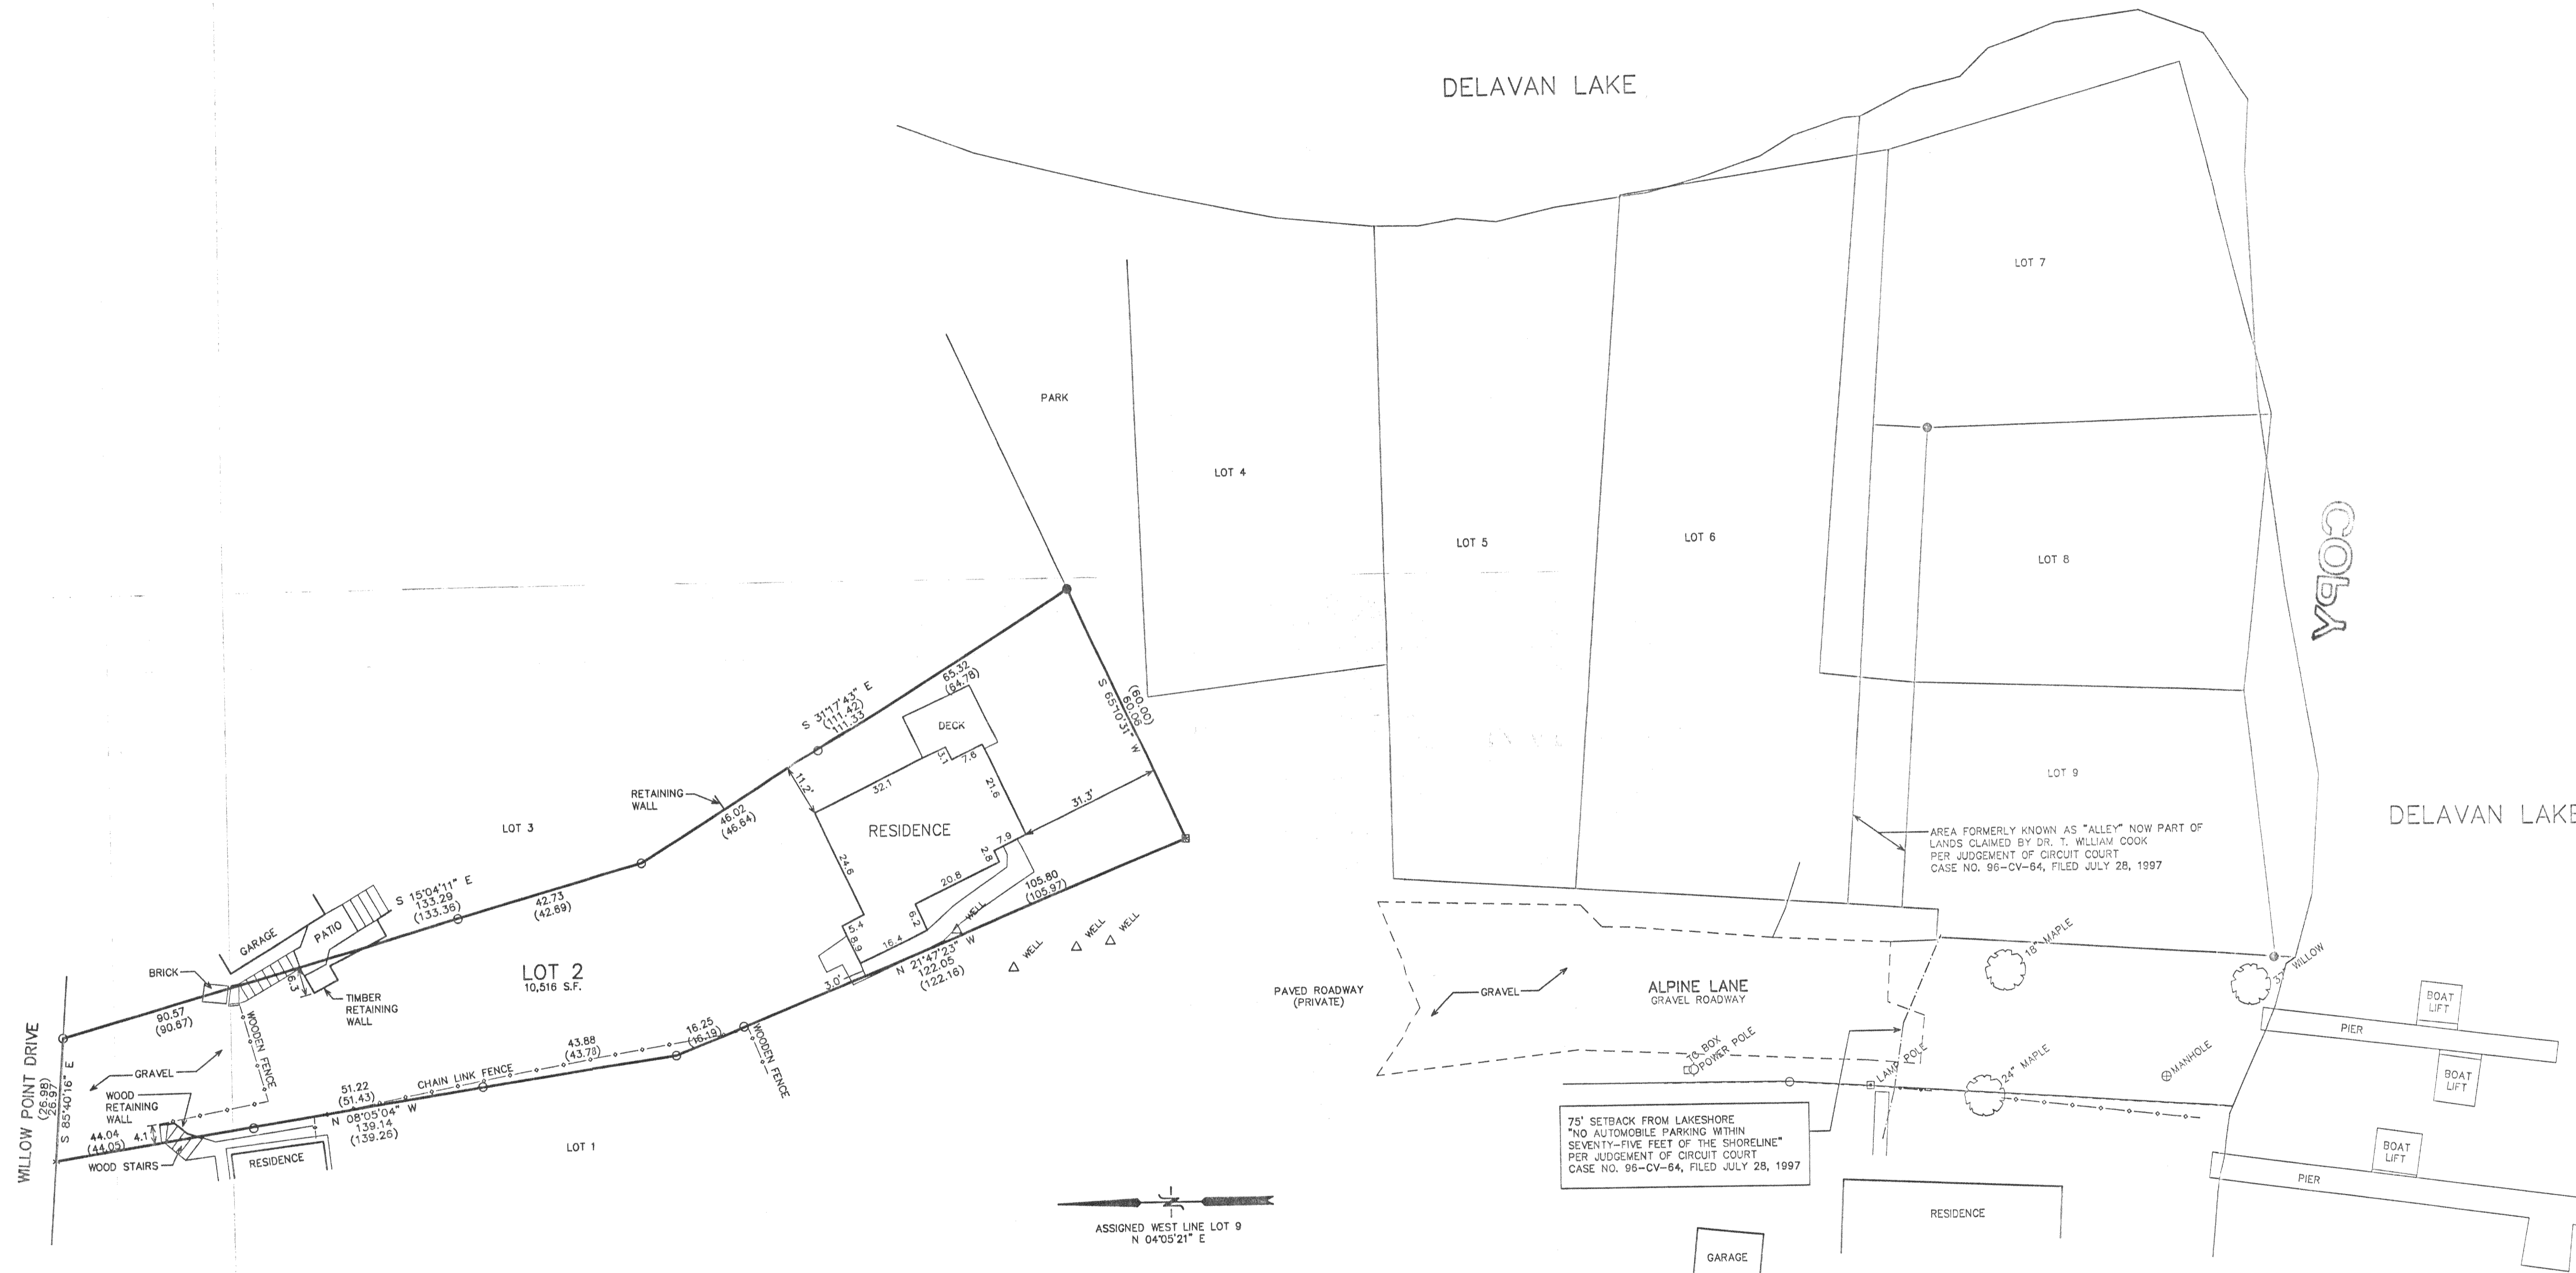 DELAVAN LAKE
LOT 7
PARK
LOT 4
LOT 5
LOT 6
LOT 8
COPY
LOT 9
DELAVAN LAKE
AREA FORMERLY KNOWN AS "ALLEY" NOW PART OF
LANDS CLAIMED BY DR. T. WILLIAM COOK
PER JUDGEMENT OF CIRCUIT COURT
CASE NO. 96-CV-64, FILED JULY 28, 1997
65.32
(64.78)
S 31°17'43" E
(111.42)
111.33
(60.00)
60.06
S 65°10'31" W
DECK
3.1
7.6
21.6
32.1
11.2'
31.3'
RETAINING
WALL
46.02
(46.64)
RESIDENCE
LOT 3
24.6
7.9
2.8
20.8
6.2
105.80
(105.97)
WELL
WELL
WELL
WELL
S 15°04'11" E
133.29
(133.36)
42.73
(42.69)
5.4
8.9
16.4
3.0'
N 21°47'23" W
122.05
(122.16)
GARAGE
PATIO
BRICK
6.3
LOT 2
10,516 S.F.
TIMBER
RETAINING
WALL
90.57
(90.67)
WOODEN FENCE
WILLOW POINT DRIVE
(26.98)
26.97
S 85°40'16" E
GRAVEL
WOOD
RETAINING
WALL
44.04
(44.05)
4.1
WOOD STAIRS
RESIDENCE
51.22
(51.43)
CHAIN LINK FENCE
N 08°05'04" W
139.14
(139.26)
43.88
(43.78)
16.25
(16.19)
WOODEN FENCE
LOT 1
PAVED ROADWAY
(PRIVATE)
GRAVEL
ALPINE LANE
GRAVEL ROADWAY
18" MAPLE
32" WILLOW
TC BOX
POWER POLE
LAMP POLE
24" MAPLE
MANHOLE
BOAT
LIFT
PIER
BOAT
LIFT
BOAT
LIFT
PIER
75' SETBACK FROM LAKESHORE
"NO AUTOMOBILE PARKING WITHIN
SEVENTY-FIVE FEET OF THE SHORELINE"
PER JUDGEMENT OF CIRCUIT COURT
CASE NO. 96-CV-64, FILED JULY 28, 1997
RESIDENCE
GARAGE
ASSIGNED WEST LINE LOT 9
N 04°05'21" E